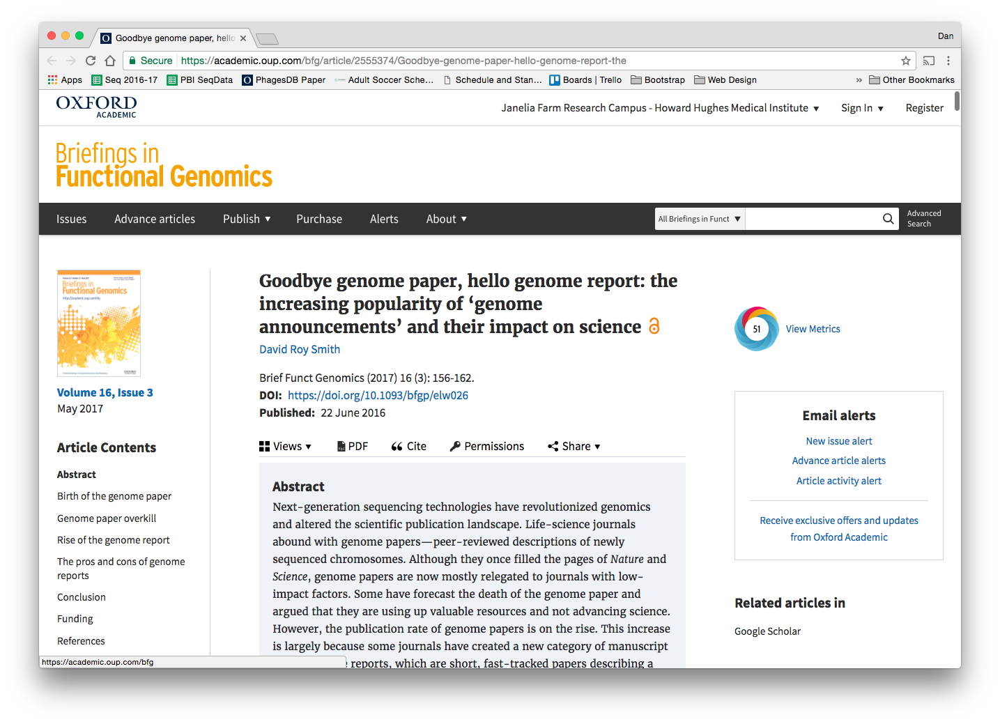 Goodbye genome paper, hello
Dan
Secure
https://academic.oup.com/bfg/article/2555374/Goodbye-genome-paper-hello-genome-report-the
Apps
Seq 2016-17
PBI SeqData
PhagesDB Paper
Adult Soccer Sche...
Schedule and Stan...
Boards | Trello
Bootstrap
Web Design
»
Other Bookmarks
OXFORD
ACADEMIC
Janelia Farm Research Campus - Howard Hughes Medical Institute
Sign In
Register
Briefings in
Functional Genomics
Issues
Advance articles
Publish
Purchase
Alerts
About
All Briefings in Funct
Advanced
Search
Briefings in
Functional Genomics
Volume 16, Issue 3
May 2017
Article Contents
Abstract
Birth of the genome paper
Genome paper overkill
Rise of the genome report
The pros and cons of genome
reports
Conclusion
Funding
References
https://academic.oup.com/bfg
Goodbye genome paper, hello genome report: the
increasing popularity of ‘genome
announcements’ and their impact on science
David Roy Smith
Brief Funct Genomics (2017) 16 (3): 156-162.
DOI: https://doi.org/10.1093/bfgp/elw026
Published: 22 June 2016
Views
PDF
Cite
Permissions
Share
Abstract
Next-generation sequencing technologies have revolutionized genomics
and altered the scientific publication landscape. Life-science journals
abound with genome papers—peer-reviewed descriptions of newly
sequenced chromosomes. Although they once filled the pages of Nature and
Science, genome papers are now mostly relegated to journals with low-
impact factors. Some have forecast the death of the genome paper and
argued that they are using up valuable resources and not advancing science.
However, the publication rate of genome papers is on the rise. This increase
is largely because some journals have created a new category of manuscript
reports, which are short, fast-tracked papers describing a
51
View Metrics
Email alerts
New issue alert
Advance article alerts
Article activity alert
Receive exclusive offers and updates
from Oxford Academic
Related articles in
Google Scholar